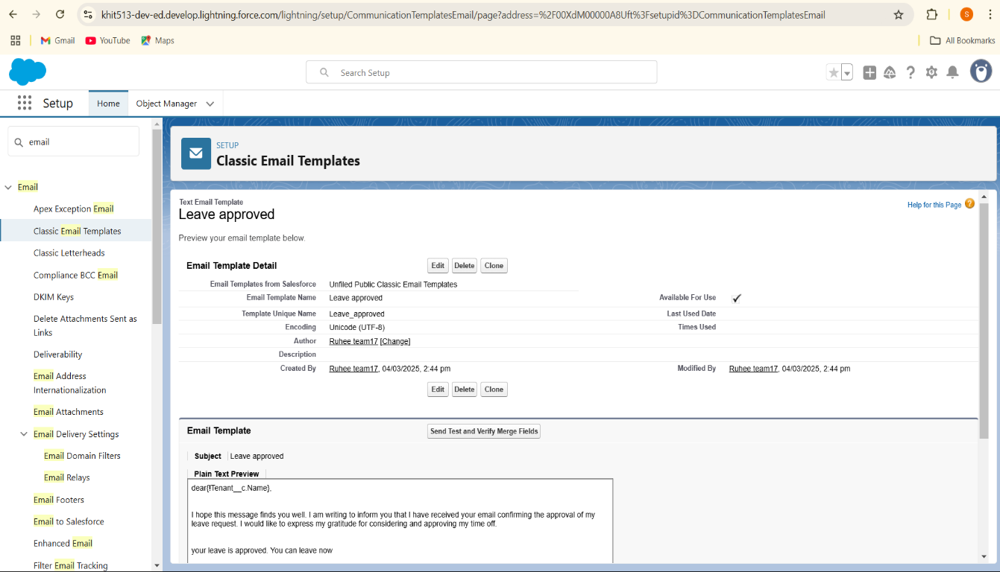 khit513-dev-ed.develop.lightning.force.com/lightning/setup/CommunicationTemplatesEmail/page?address=%2F00XdM00000A8Uft%3Fsetupid%3DCommunicationTemplatesEmail
S
Gmail YouTube Maps All Bookmarks
Search Setup
Setup Home Object Manager
email
Email
Apex Exception Email
Classic Email Templates
Classic Letterheads
Compliance BCC Email
DKIM Keys
Delete Attachments Sent as
Links
Deliverability
Email Address
Internationalization
Email Attachments
Email Delivery Settings
Email Domain Filters
Email Relays
Email Footers
Email to Salesforce
Enhanced Email
Filter Email Tracking
SETUP
Classic Email Templates
Text Email Template
Leave approved
Help for this Page ?
Preview your email template below.
Email Template Detail Edit Delete Clone
Email Templates from Salesforce Unfiled Public Classic Email Templates
Email Template Name Leave approved Available For Use ✓
Template Unique Name Leave_approved Last Used Date
Encoding Unicode (UTF-8) Times Used
Author Ruhee team17 [Change]
Description
Created By Ruhee team17, 04/03/2025, 2:44 pm Modified By Ruhee team17, 04/03/2025, 2:44 pm
Edit Delete Clone
Email Template Send Test and Verify Merge Fields
Subject Leave approved
Plain Text Preview
dear{!Tenant__c.Name},
I hope this message finds you well. I am writing to inform you that I have received your email confirming the approval of my
leave request. I would like to express my gratitude for considering and approving my time off.
your leave is approved. You can leave now